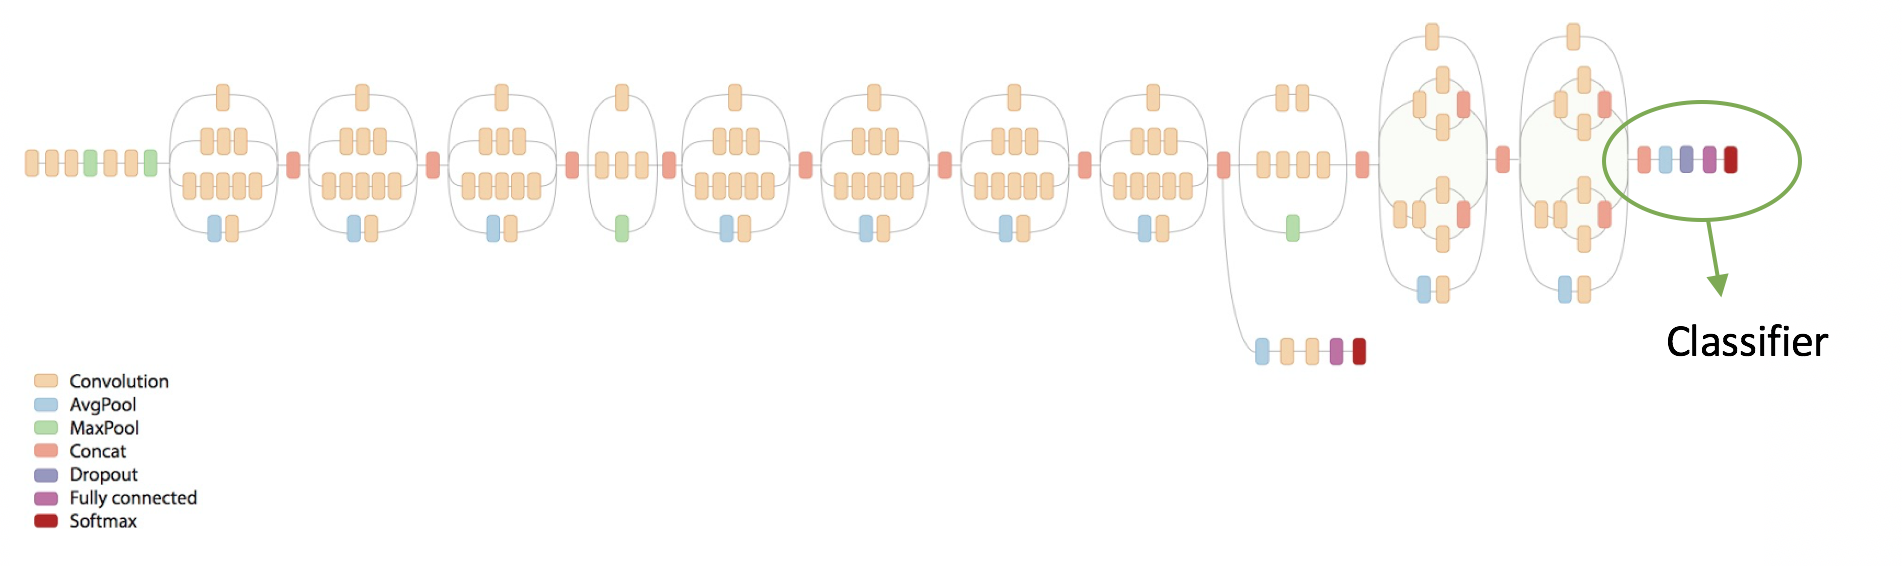 Classifier
Convolution
AvgPool
MaxPool
Concat
Dropout
Fully connected
Softmax